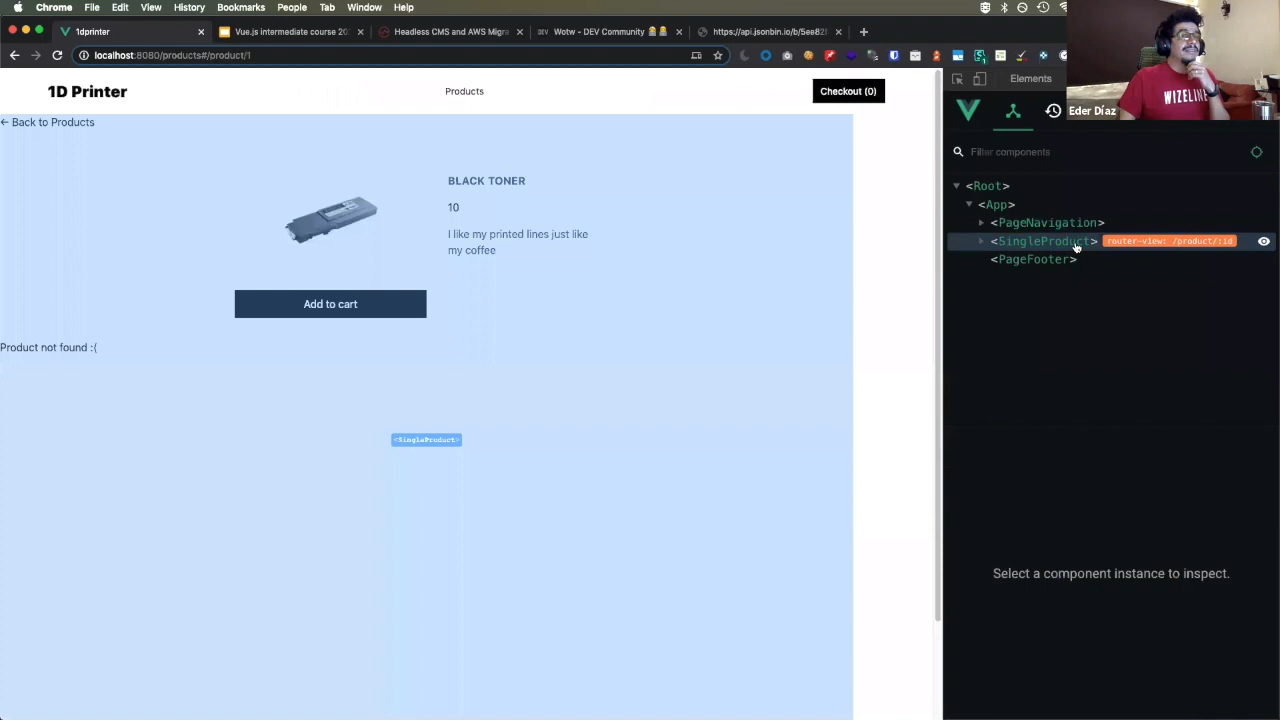 Chrome File Edit View History Bookmarks People Tab Window Help
1dprinter
Vue.js intermediate course 20
Headless CMS and AWS Migra
Wotw - DEV Community
https://api.jsonbin.io/b/5ee82
localhost:8080/products#/product/1
Elements
WIZELINE
Eder Díaz
1D Printer
Products
Checkout (0)
← Back to Products
BLACK TONER
10
I like my printed lines just like
my coffee
Add to cart
Product not found :(
<SingleProduct>
Filter components
<Root>
<App>
<PageNavigation>
<SingleProduct> router-view: /product/:id
<PageFooter>
Select a component instance to inspect.